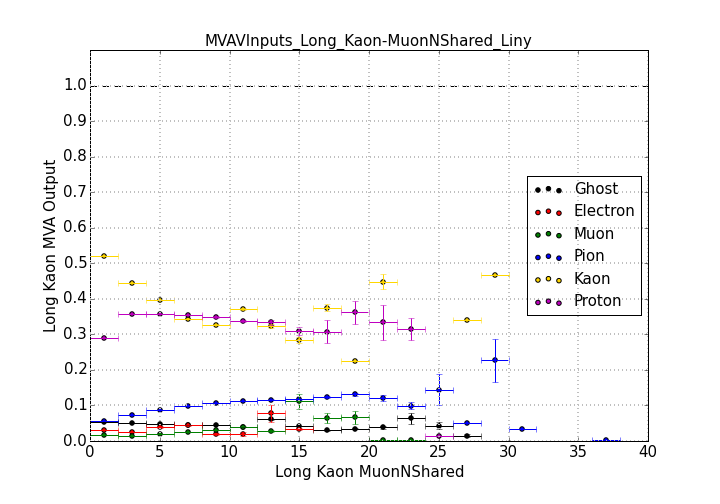 MVAVInputs_Long_Kaon-MuonNShared_Liny
Long Kaon MVA Output
1.0
0.9
0.8
0.7
0.6
0.5
0.4
0.3
0.2
0.1
0.0
Ghost
Electron
Muon
Pion
Kaon
Proton
0 5 10 15 20 25 30 35 40
Long Kaon MuonNShared